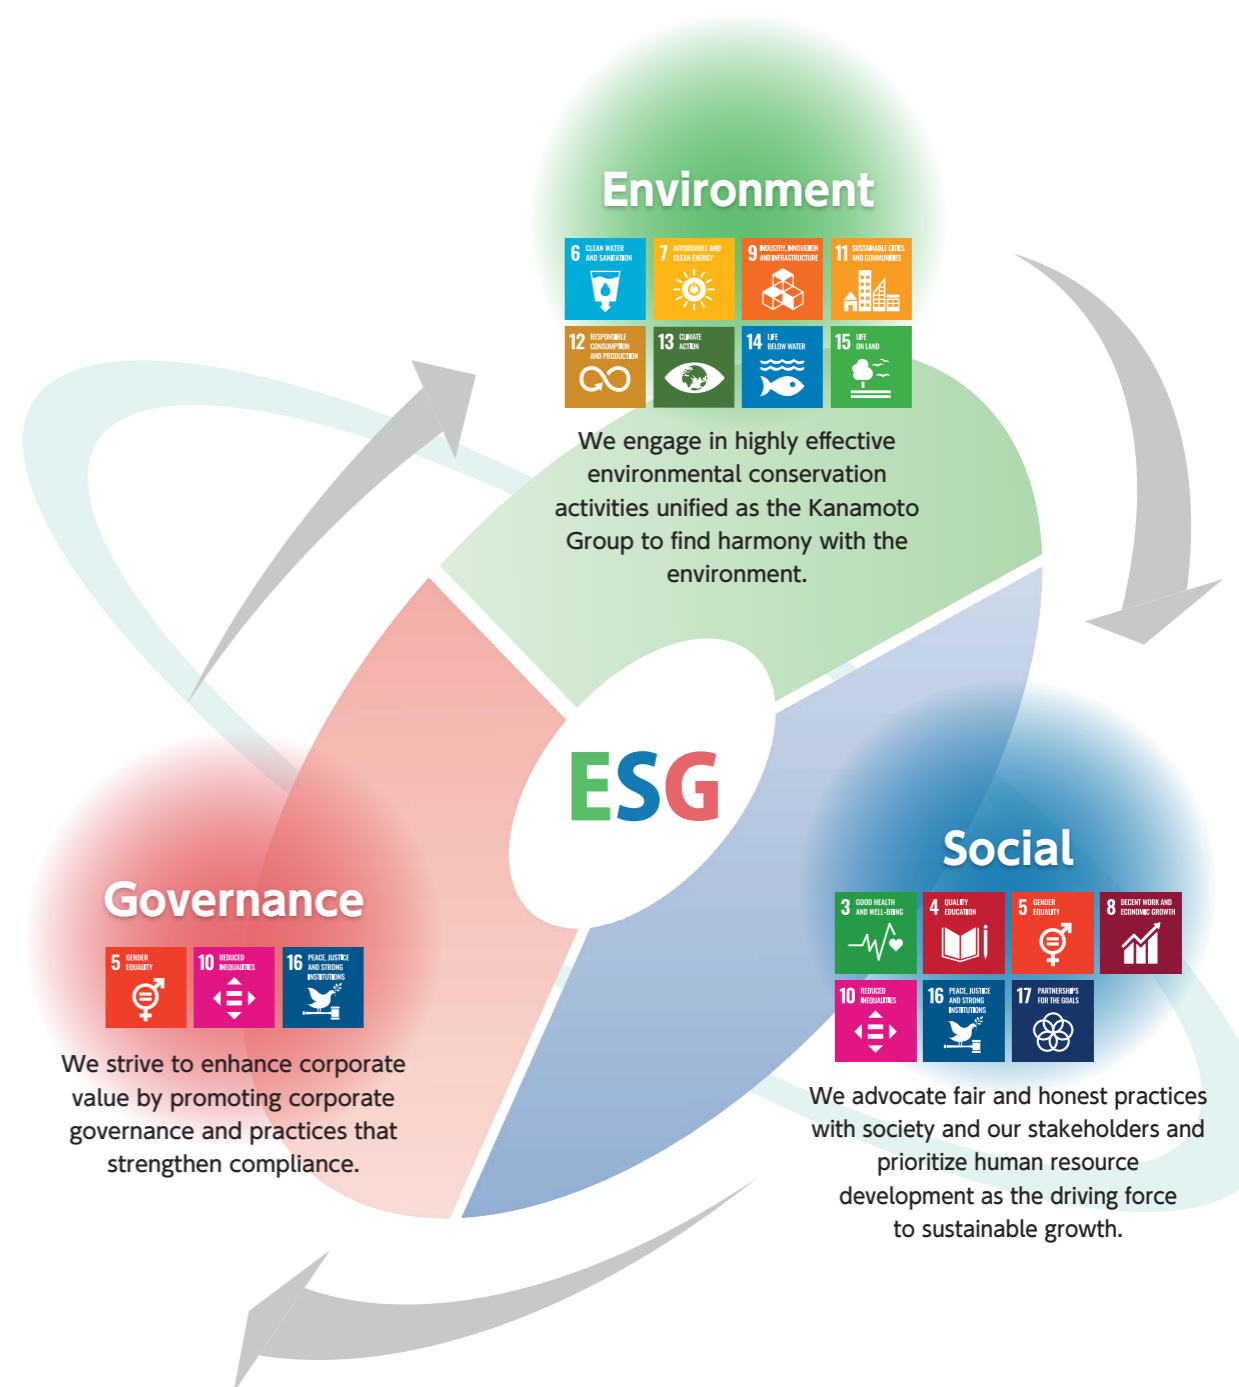 Environment
6 CLEAN WATER
AND SANITATION
7 AFFORDABLE AND
CLEAN ENERGY
9 INDUSTRY, INNOVATION
AND INFRASTRUCTURE
11 SUSTAINABLE CITIES
AND COMMUNITIES
12 RESPONSIBLE
CONSUMPTION
AND PRODUCTION
13 CLIMATE
ACTION
14 LIFE
BELOW WATER
15 LIFE
ON LAND
We engage in highly effective
environmental conservation
activities unified as the Kanamoto
Group to find harmony with the
environment.
ESG
Social
3 GOOD HEALTH
AND WELL-BEING
4 QUALITY
EDUCATION
5 GENDER
EQUALITY
8 DECENT WORK AND
ECONOMIC GROWTH
10 REDUCED
INEQUALITIES
16 PEACE, JUSTICE
AND STRONG
INSTITUTIONS
17 PARTNERSHIPS
FOR THE GOALS
We advocate fair and honest practices
with society and our stakeholders and
prioritize human resource
development as the driving force
to sustainable growth.
Governance
5 GENDER
EQUALITY
10 REDUCED
INEQUALITIES
16 PEACE, JUSTICE
AND STRONG
INSTITUTIONS
We strive to enhance corporate
value by promoting corporate
governance and practices that
strengthen compliance.